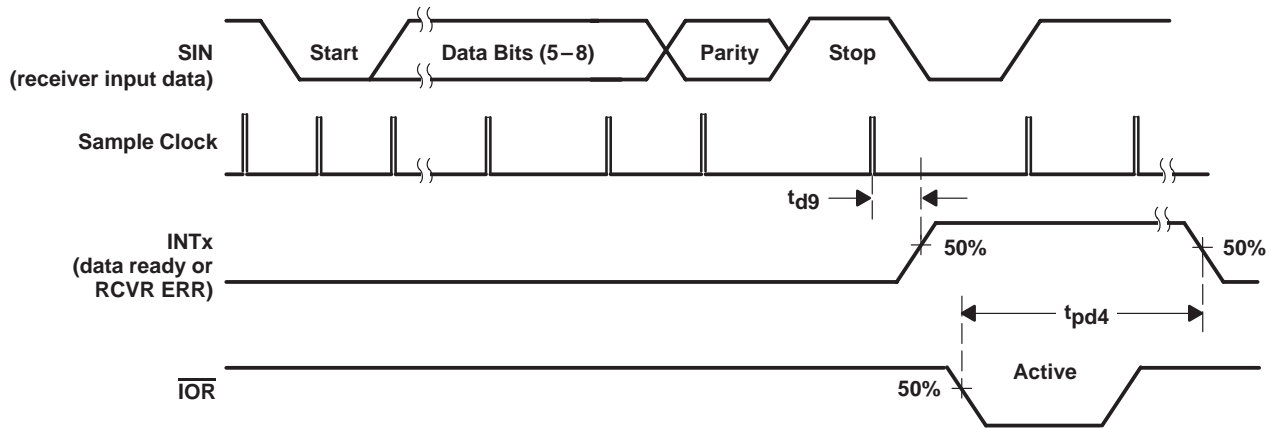 SIN
(receiver input data)
Start
Data Bits (5–8)
Parity
Stop
Sample Clock
td9
INTx
(data ready or
RCVR ERR)
50%
50%
tpd4
IOR
50%
Active